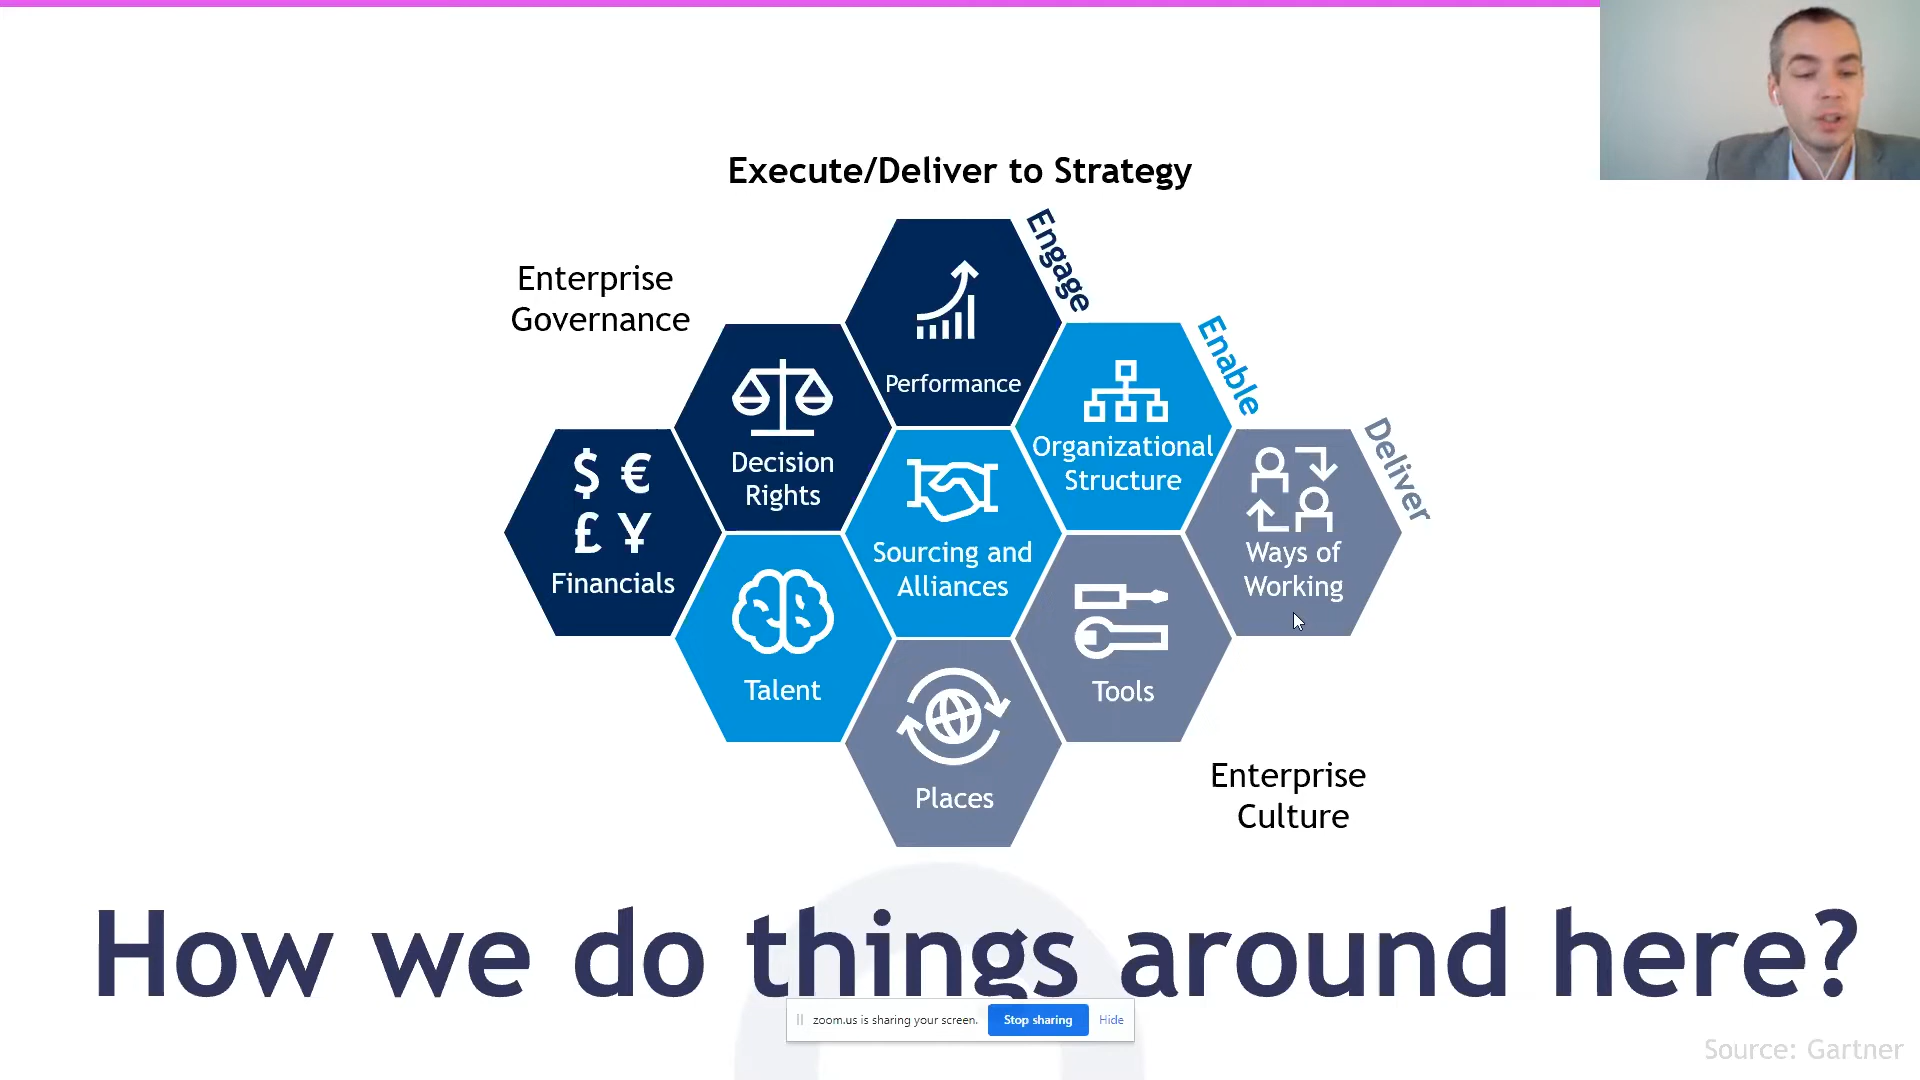 Execute/Deliver to Strategy
Engage
Enterprise
Governance
Enable
Performance
Deliver
Decision
Rights
Organizational
Structure
$ €
£ ¥
Financials
Sourcing and
Alliances
Ways of
Working
Talent
Tools
Places
Enterprise
Culture
How we do things around here?
zoom.us is sharing your screen.
Stop sharing
Hide
Source: Gartner